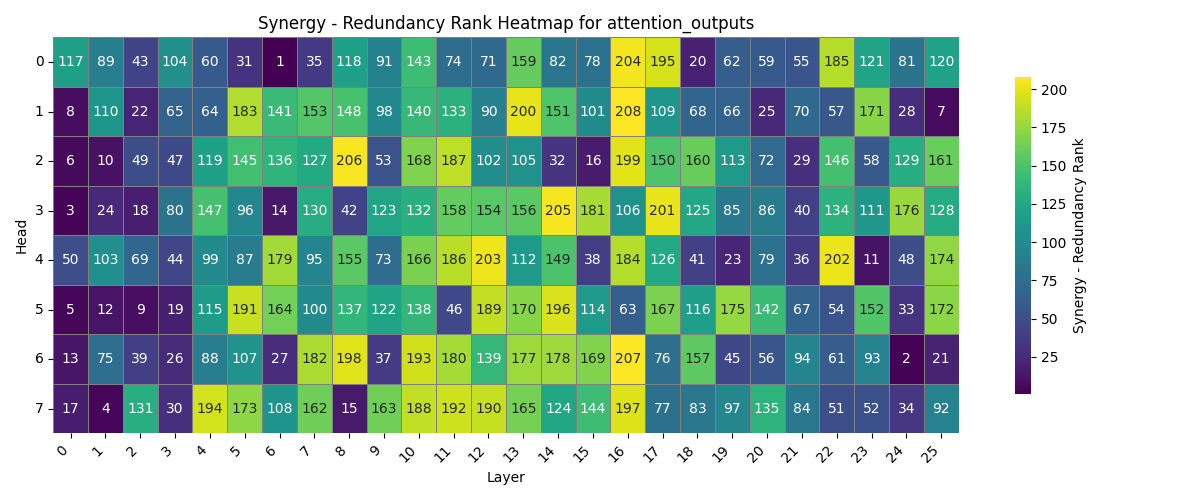 Synergy - Redundancy Rank Heatmap for attention_outputs
0 117 89 43 104 60 31 1 35 118 91 143 74 71 159 82 78 204 195 20 62 59 55 185 121 81 120
1 8 110 22 65 64 183 141 153 148 98 140 133 90 200 151 101 208 109 68 66 25 70 57 171 28 7
2 6 10 49 47 119 145 136 127 206 53 168 187 102 105 32 16 199 150 160 113 72 29 146 58 129 161
3 3 24 18 80 147 96 14 130 42 123 132 158 154 156 205 181 106 201 125 85 86 40 134 111 176 128
4 50 103 69 44 99 87 179 95 155 73 166 186 203 112 149 38 184 126 41 23 79 36 202 11 48 174
5 5 12 9 19 115 191 164 100 137 122 138 46 189 170 196 114 63 167 116 175 142 67 54 152 33 172
6 13 75 39 26 88 107 27 182 198 37 193 180 139 177 178 169 207 76 157 45 56 94 61 93 2 21
7 17 4 131 30 194 173 108 162 15 163 188 192 190 165 124 144 197 77 83 97 135 84 51 52 34 92
0 1 2 3 4 5 6 7 8 9 10 11 12 13 14 15 16 17 18 19 20 21 22 23 24 25
Layer
Head
200
175
150
125
100
75
50
25
Synergy - Redundancy Rank